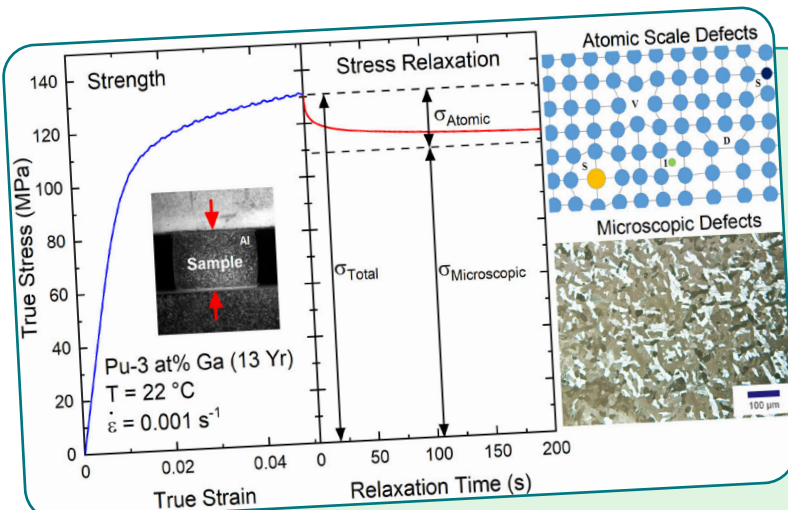 Strength
Stress Relaxation
Atomic Scale Defects
140
120
100
80
60
40
20
0
True Stress (MPa)
0
0.02
0.04
True Strain
Al
Sample
Pu-3 at% Ga (13 Yr)
T = 22 °C
ε̇ = 0.001 s⁻¹
σAtomic
σTotal
σMicroscopic
0
50
100
150
200
Relaxation Time (s)
S
V
D
I
S
Microscopic Defects
100 μm